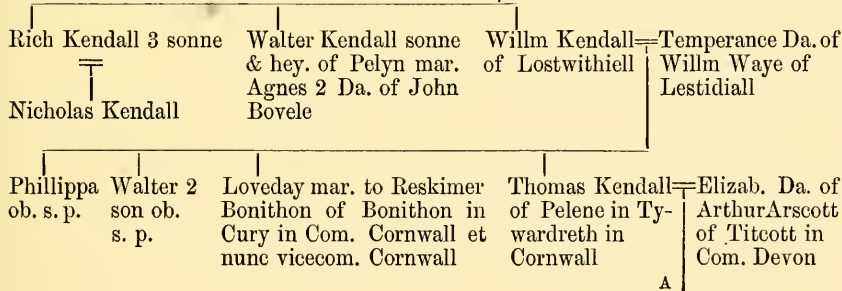 Rich Kendall 3 sonne
Nicholas Kendall
Walter Kendall sonne
& hey. of Pelyn mar.
Agnes 2 Da. of John
Bovele
Willm Kendall
of Lostwithiell
Temperance Da. of
Willm Waye of
Lestidiall
Phillippa
ob. s. p.
Walter 2
son ob.
s. p.
Loveday mar. to Reskimer
Bonithon of Bonithon in
Cury in Com. Cornwall et
nunc vicecom. Cornwall
Thomas Kendall
of Pelene in Ty-
wardreth in
Cornwall
Elizab. Da. of
Arthur Arscott
of Titcott in
Com. Devon
A